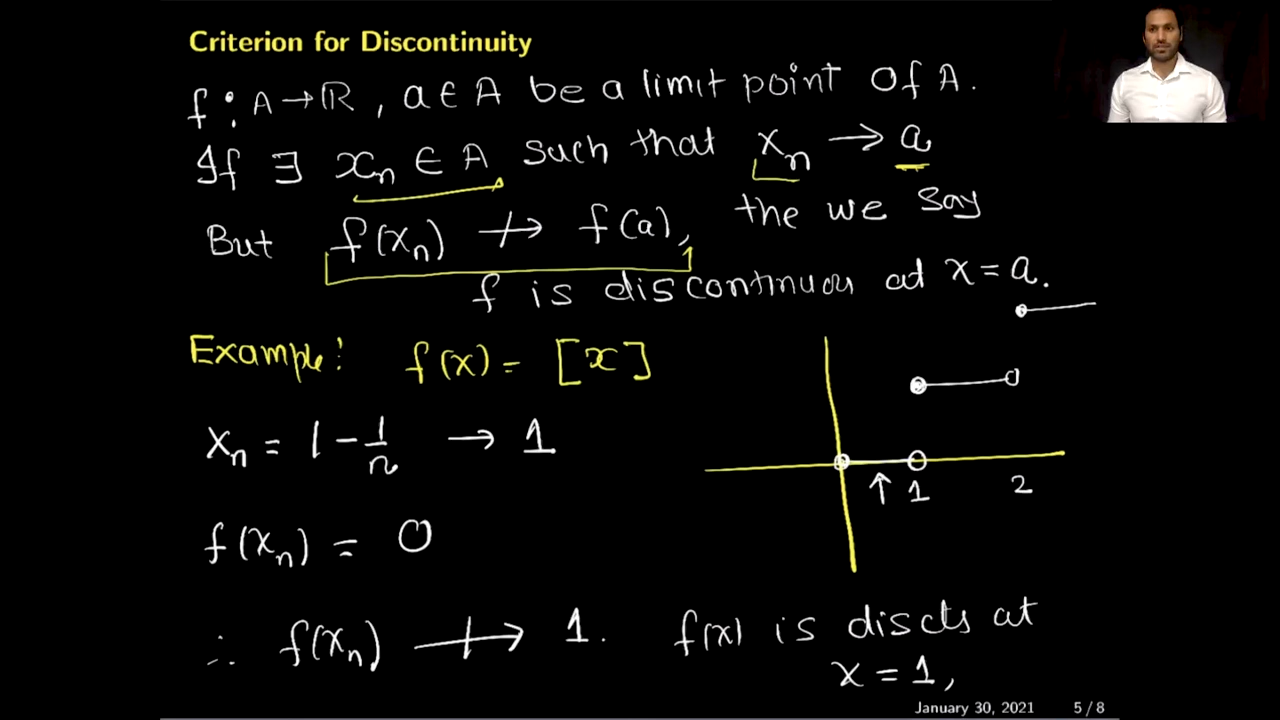 Criterion for Discontinuity
f : A → ℝ, a ∈ A be a limit point of A.
If ∃ xₙ ∈ A such that xₙ → a
But f(xₙ) ↛ f(a), the we say
f is discontinuous at x = a.
Example: f(x) = [x]
xₙ = 1 - 1/n → 1
f(xₙ) = 0
1 2
∴ f(xₙ) ↛ 1. f(x) is discts at
x = 1,
January 30, 2021 5 / 8